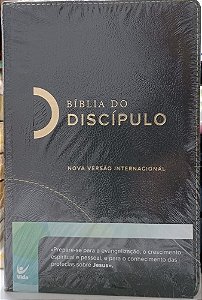 BÍBLIA DO
DISCÍPULO
NOVA VERSÃO INTERNACIONAL
«Prepare-se para a evangelização, o crescimento
espiritual e pessoal, e para o conhecimento das
profecias sobre Jesus».
vida